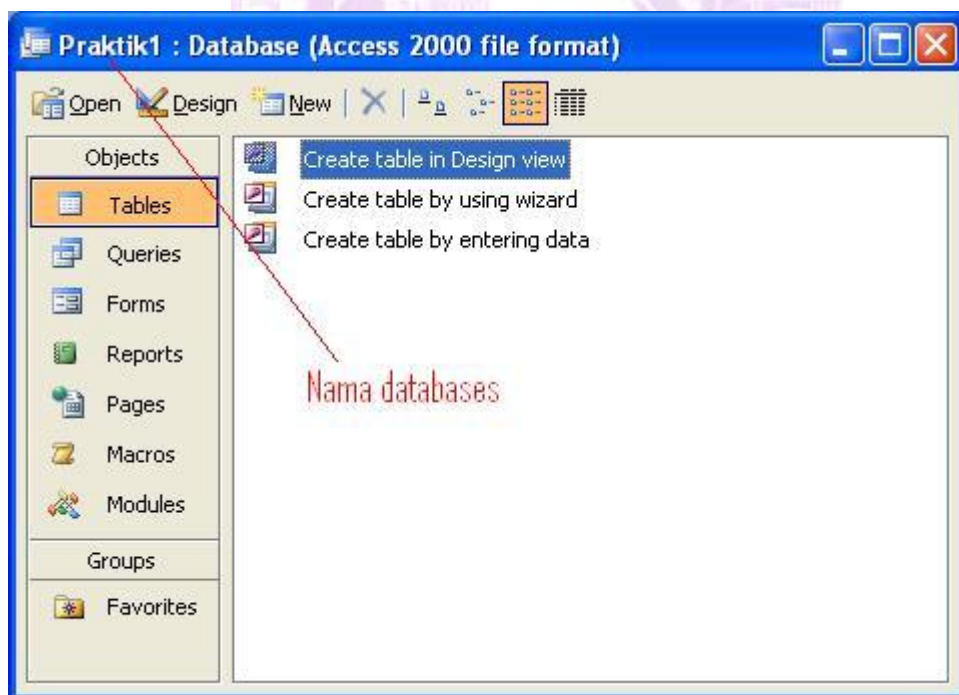 Praktik1 : Database (Access 2000 file format)
Open Design New
Objects
Tables
Queries
Forms
Reports
Pages
Macros
Modules
Groups
Favorites
Create table in Design view
Create table by using wizard
Create table by entering data
Nama databases